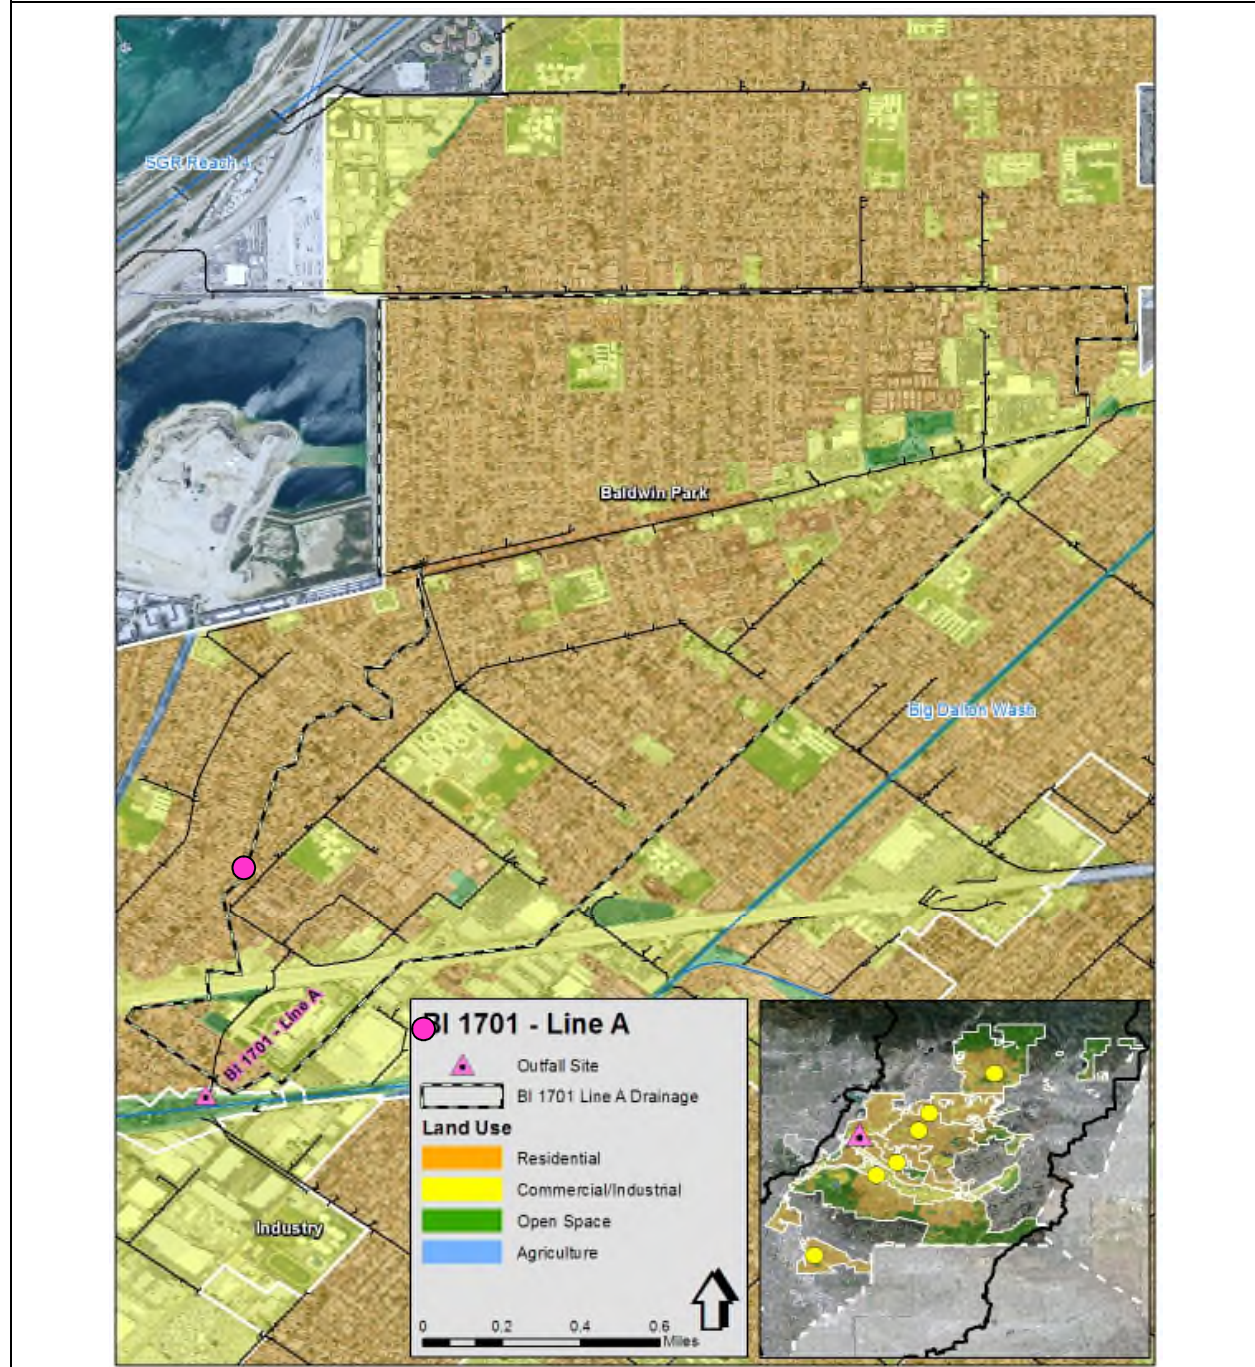 SGR Reach 4
Baldwin Park
Big Dalton Wash
BI 1701 - Line A
Industry
BI 1701 - Line A
Outfall Site
BI 1701 Line A Drainage
Land Use
Residential
Commercial/Industrial
Open Space
Agriculture
0 0.2 0.4 0.6
Miles